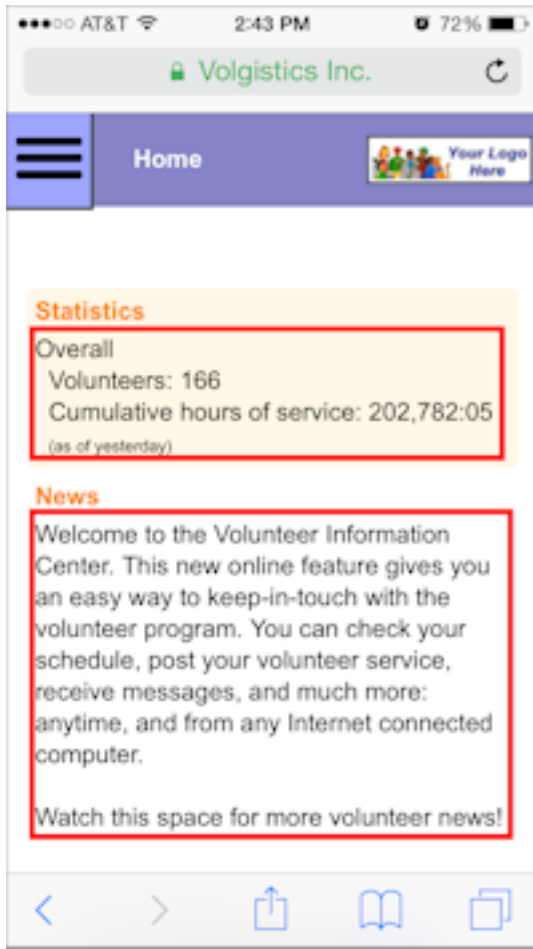 AT&T 2:43 PM 72%
Volgistics Inc.
Home
Your Logo
Here
Statistics
Overall
Volunteers: 166
Cumulative hours of service: 202,782:05
(as of yesterday)
News
Welcome to the Volunteer Information
Center. This new online feature gives you
an easy way to keep-in-touch with the
volunteer program. You can check your
schedule, post your volunteer service,
receive messages, and much more:
anytime, and from any Internet connected
computer.
Watch this space for more volunteer news!